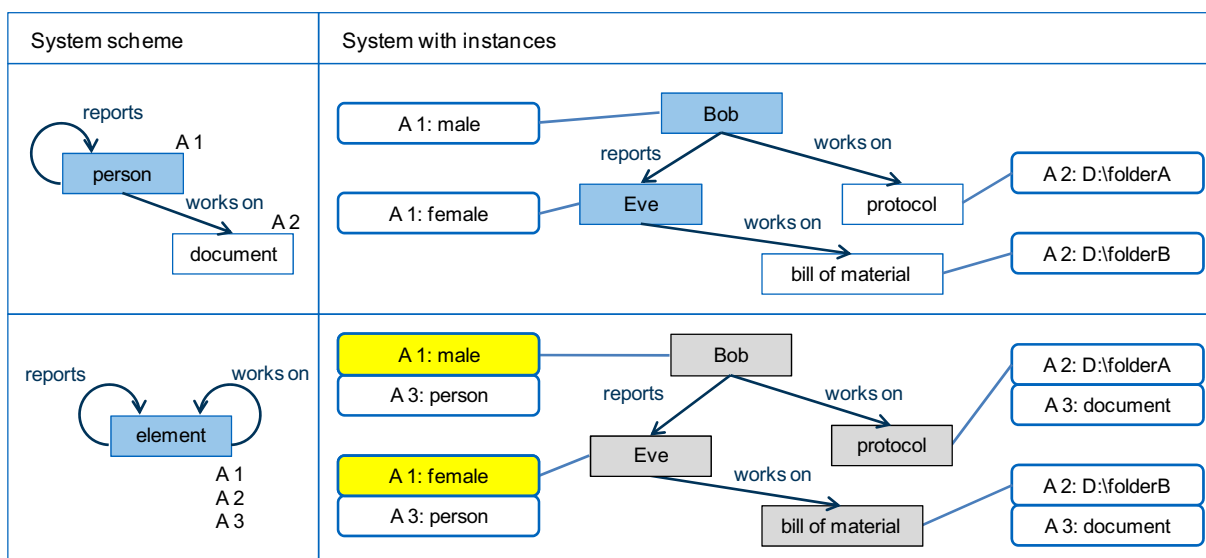 System scheme
System with instances
reports
A 1
person
works on
A 2
document
A 1: male
Bob
reports
works on
A 1: female
Eve
protocol
A 2: D:\folderA
works on
bill of material
A 2: D:\folderB
reports
works on
element
A 1
A 2
A 3
A 1: male
A 3: person
Bob
reports
works on
A 2: D:\folderA
A 3: document
A 1: female
A 3: person
Eve
protocol
works on
bill of material
A 2: D:\folderB
A 3: document